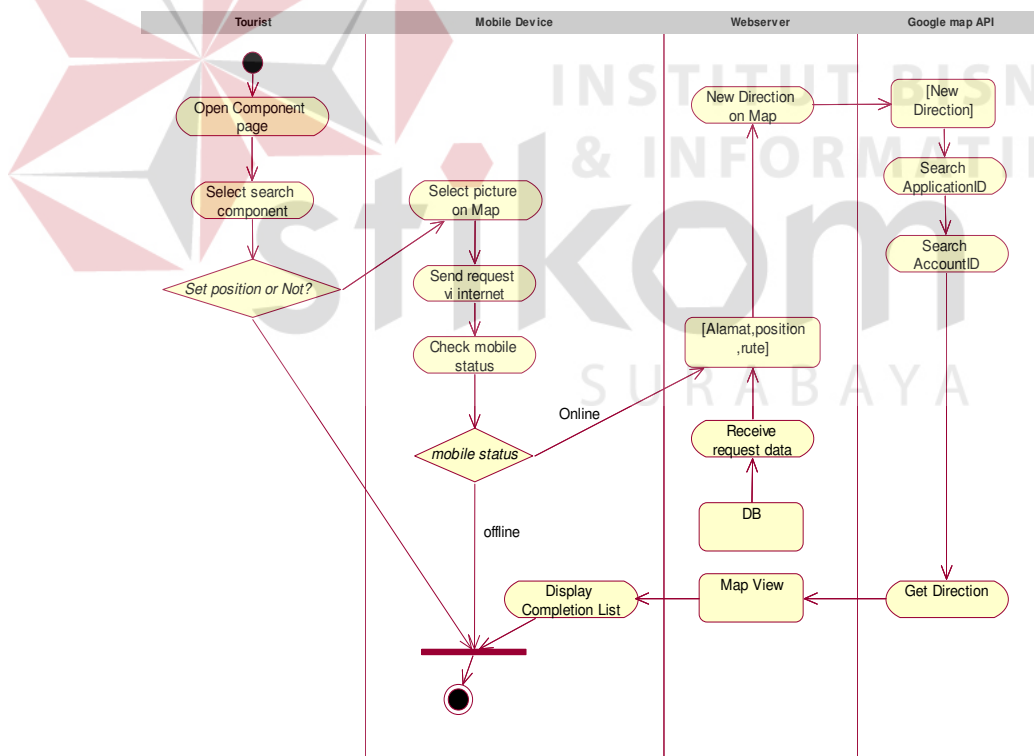 Tourist
Mobile Device
Webserver
Google map API
Open Component
page
Select search
component
Set position or Not?
Select picture
on Map
Send request
vi internet
Check mobile
status
mobile status
Online
offline
Display
Completion List
New Direction
on Map
[Alamat,position
,rute]
Receive
request data
DB
Map View
[New
Direction]
Search
ApplicationID
Search
AccountID
Get Direction
INSTITUT BISN
& INFORMATI
stikom
SURABAYA